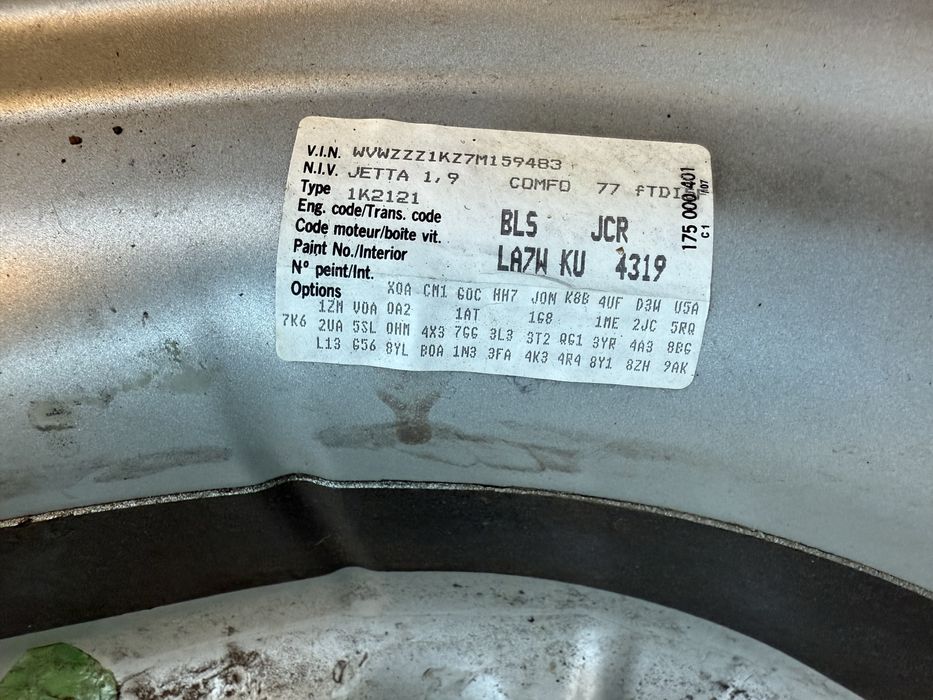 V.I.N. WVWZZZ1KZ7M159483
N.I.V. JETTA 1,9 COMFO 77 fTDI
Type 1K2121
Eng. code/Trans. code
Code moteur/boîte vit. BLS JCR
Paint No./Interior
N° peint/Int. LA7W KU 4319
Options X0A CM1 G0C HH7 J0N K8B 4UF D3W U5A
1ZM V0A 0A2 1AT 1G8 1ME 2JC 5RQ
7K6 2UA 5SL 0HM 4X3 7GG 3L3 3T2 QG1 3YR 4A3 8BG
L13 G56 8YL B0A 1N3 3FA 4K3 4R4 8Y1 8ZH 9AK
175 000 401
C1